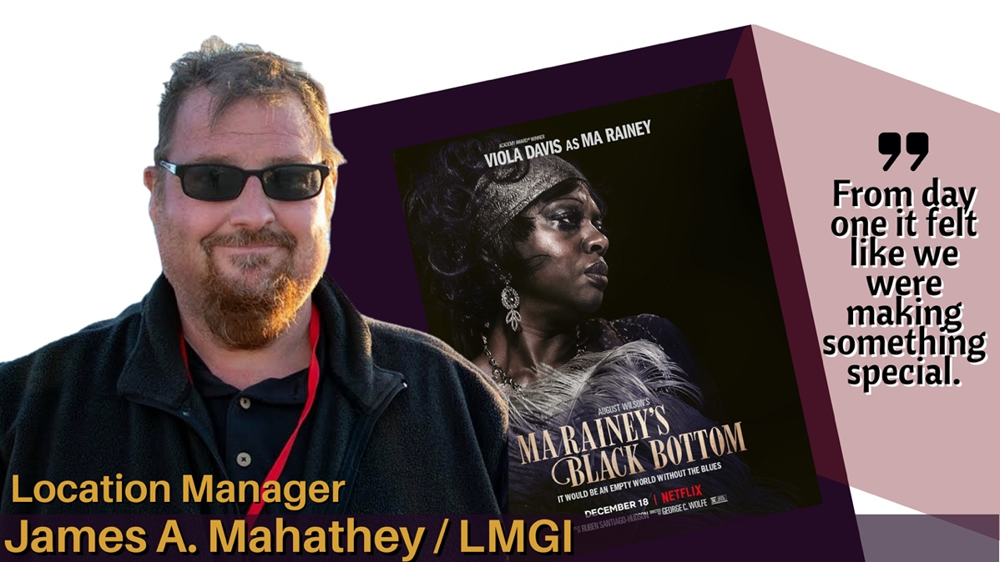 ACADEMY AWARD® WINNER
VIOLA DAVIS AS MA RAINEY
AUGUST WILSON'S
MA RAINEY'S
BLACK BOTTOM
IT WOULD BE AN EMPTY WORLD WITHOUT THE BLUES
DECEMBER 18 | NETFLIX
RUBEN SANTIAGO-HUDSON DIRECTED BY GEORGE C. WOLFE
❞
From day
one it felt
like we
were
making
something
special.
Location Manager
James A. Mahathey / LMGI